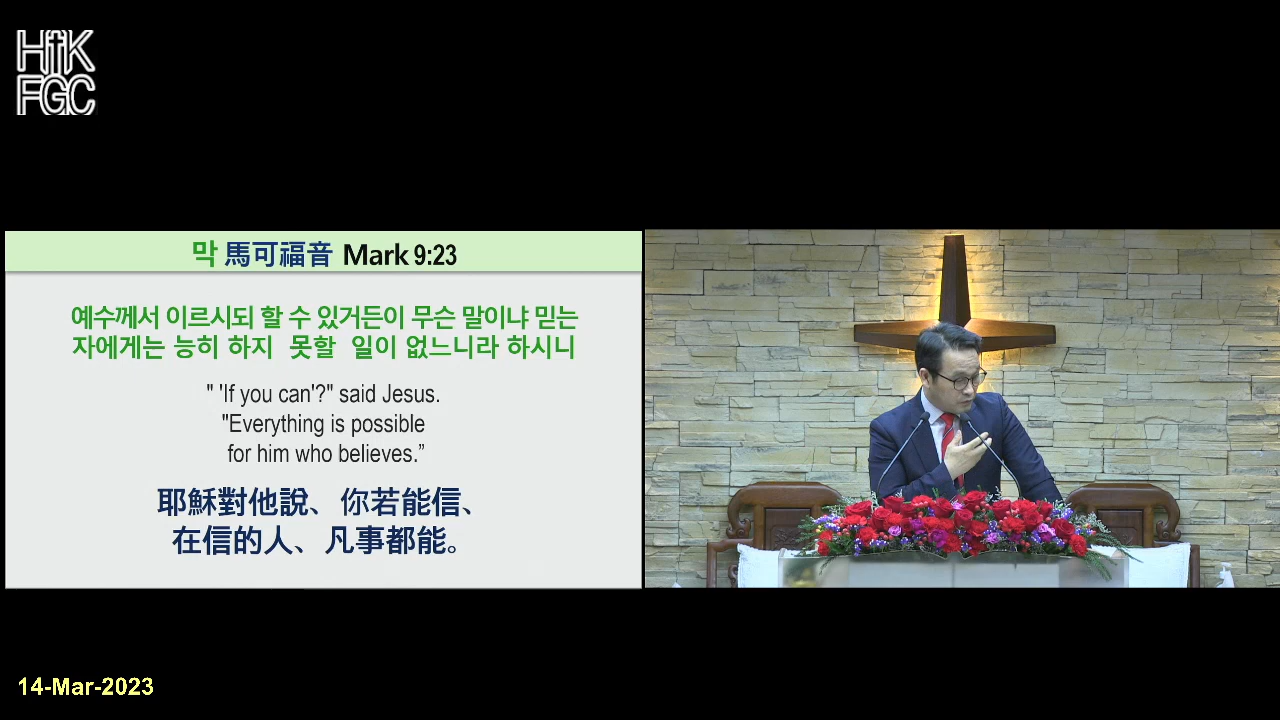 HfK
FGC
막 馬可福音 Mark 9:23
예수께서 이르시되 할 수 있거든이 무슨 말이냐 믿는
자에게는 능히 하지 못할 일이 없느니라 하시니
" 'If you can'?" said Jesus.
"Everything is possible
for him who believes.”
耶穌對他說、你若能信、
在信的人、凡事都能。
14-Mar-2023